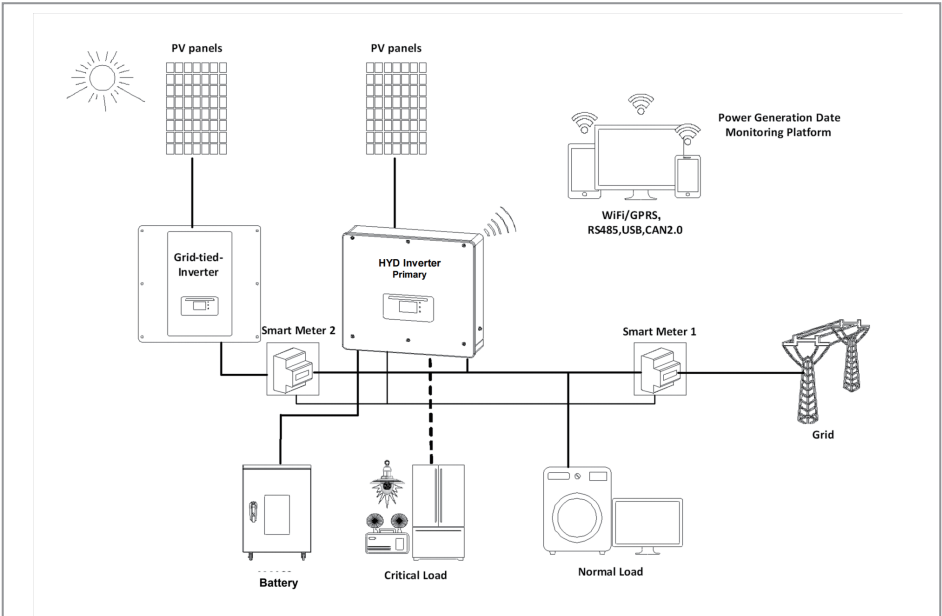 PV panels
PV panels
Power Generation Date
Monitoring Platform
WiFi/GPRS,
RS485,USB,CAN2.0
Grid-tied-
Inverter
HYD Inverter
Primary
Smart Meter 2
Smart Meter 1
Grid
Battery
Critical Load
Normal Load